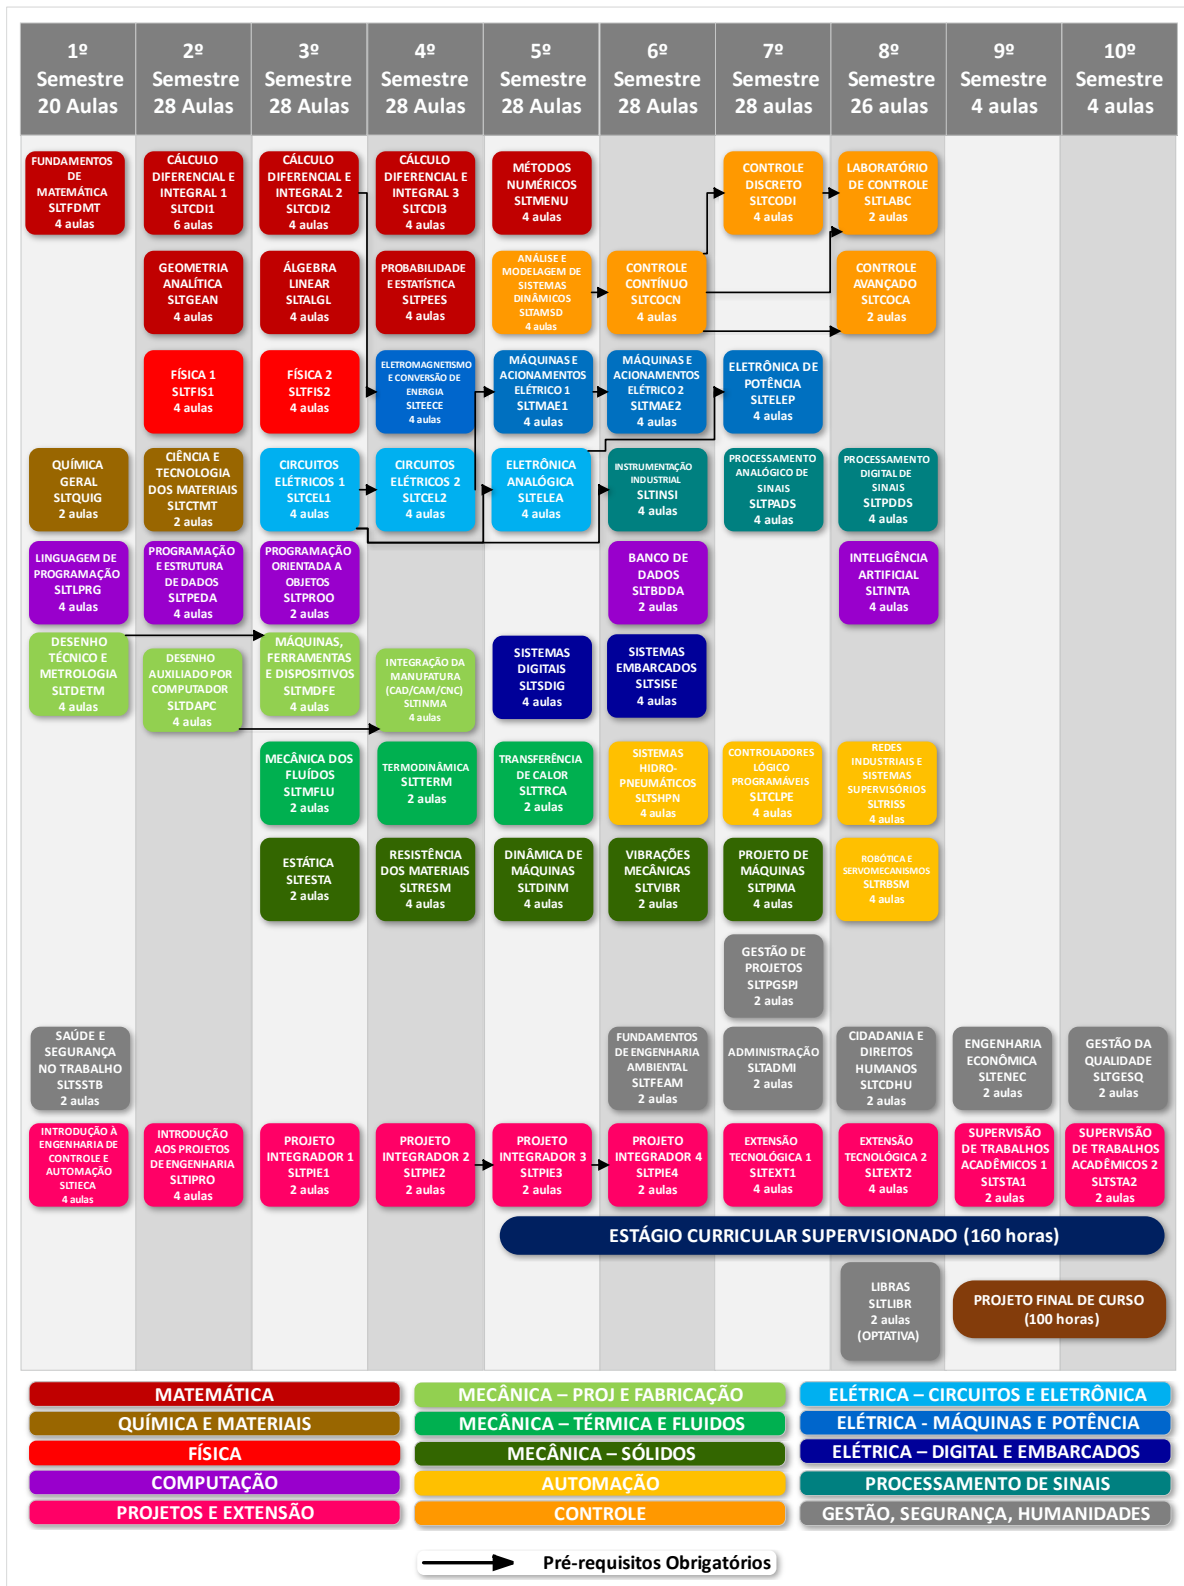 1º
Semestre
20 Aulas
2º
Semestre
28 Aulas
3º
Semestre
28 Aulas
4º
Semestre
28 Aulas
5º
Semestre
28 Aulas
6º
Semestre
28 Aulas
7º
Semestre
28 aulas
8º
Semestre
26 aulas
9º
Semestre
4 aulas
10º
Semestre
4 aulas
FUNDAMENTOS
DE
MATEMÁTICA
SLTFDMT
4 aulas
CÁLCULO
DIFERENCIAL E
INTEGRAL 1
SLTCDI1
6 aulas
CÁLCULO
DIFERENCIAL E
INTEGRAL 2
SLTCDI2
4 aulas
CÁLCULO
DIFERENCIAL E
INTEGRAL 3
SLTCDI3
4 aulas
MÉTODOS
NUMÉRICOS
SLTMENU
4 aulas
CONTROLE
DISCRETO
SLTCODI
4 aulas
LABORATÓRIO
DE CONTROLE
SLTLABC
2 aulas
GEOMETRIA
ANALÍTICA
SLTGEAN
4 aulas
ÁLGEBRA
LINEAR
SLTALGL
4 aulas
PROBABILIDADE
E ESTATÍSTICA
SLTPEES
4 aulas
ANÁLISE E
MODELAGEM DE
SISTEMAS
DINÂMICOS
SLTAMSD
4 aulas
CONTROLE
CONTÍNUO
SLTCOCN
4 aulas
CONTROLE
AVANÇADO
SLTCOCA
2 aulas
FÍSICA 1
SLTFIS1
4 aulas
FÍSICA 2
SLTFIS2
4 aulas
ELETROMAGNETISMO
E CONVERSÃO DE
ENERGIA
SLTEECE
4 aulas
MÁQUINAS E
ACIONAMENTOS
ELÉTRICO 1
SLTMAE1
4 aulas
MÁQUINAS E
ACIONAMENTOS
ELÉTRICO 2
SLTMAE2
4 aulas
ELETRÔNICA DE
POTÊNCIA
SLTELEP
4 aulas
QUÍMICA
GERAL
SLTQUIG
2 aulas
CIÊNCIA E
TECNOLOGIA
DOS MATERIAIS
SLTCTMT
2 aulas
CIRCUITOS
ELÉTRICOS 1
SLTCEL1
4 aulas
CIRCUITOS
ELÉTRICOS 2
SLTCEL2
4 aulas
ELETRÔNICA
ANALÓGICA
SLTELEA
4 aulas
INSTRUMENTAÇÃO
INDUSTRIAL
SLTINSI
4 aulas
PROCESSAMENTO
ANALÓGICO DE
SINAIS
SLTPADS
4 aulas
PROCESSAMENTO
DIGITAL DE
SINAIS
SLTPDDS
4 aulas
LINGUAGEM DE
PROGRAMAÇÃO
SLTLPRG
4 aulas
PROGRAMAÇÃO
E ESTRUTURA
DE DADOS
SLTPEDA
4 aulas
PROGRAMAÇÃO
ORIENTADA A
OBJETOS
SLTPROO
2 aulas
BANCO DE
DADOS
SLTBDDA
2 aulas
INTELIGÊNCIA
ARTIFICIAL
SLTINTA
4 aulas
DESENHO
TÉCNICO E
METROLOGIA
SLTDETM
4 aulas
DESENHO
AUXILIADO POR
COMPUTADOR
SLTDAPC
4 aulas
MÁQUINAS,
FERRAMENTAS
E DISPOSITIVOS
SLTMDFE
4 aulas
INTEGRAÇÃO DA
MANUFATURA
(CAD/CAM/CNC)
SLTINMA
4 aulas
SISTEMAS
DIGITAIS
SLTSDIG
4 aulas
SISTEMAS
EMBARCADOS
SLTSISE
4 aulas
MECÂNICA DOS
FLUÍDOS
SLTMFLU
2 aulas
TERMODINÂMICA
SLTTERM
2 aulas
TRANSFERÊNCIA
DE CALOR
SLTTRCA
2 aulas
SISTEMAS
HIDRO-
PNEUMÁTICOS
SLTSHPN
4 aulas
CONTROLADORES
LÓGICO
PROGRAMÁVEIS
SLTCLPE
4 aulas
REDES
INDUSTRIAIS E
SISTEMAS
SUPERVISÓRIOS
SLTRISS
4 aulas
ESTÁTICA
SLTESTA
2 aulas
RESISTÊNCIA
DOS MATERIAIS
SLTRESM
4 aulas
DINÂMICA DE
MÁQUINAS
SLTDINM
4 aulas
VIBRAÇÕES
MECÂNICAS
SLTVIBR
2 aulas
PROJETO DE
MÁQUINAS
SLTPJMA
4 aulas
ROBÓTICA E
SERVOMECANISMOS
SLTRBSM
4 aulas
GESTÃO DE
PROJETOS
SLTPGSPJ
2 aulas
SAÚDE E
SEGURANÇA
NO TRABALHO
SLTSSTB
2 aulas
FUNDAMENTOS
DE ENGENHARIA
AMBIENTAL
SLTFEAM
2 aulas
ADMINISTRAÇÃO
SLTADMI
2 aulas
CIDADANIA E
DIREITOS
HUMANOS
SLTCDHU
2 aulas
ENGENHARIA
ECONÔMICA
SLTENEC
2 aulas
GESTÃO DA
QUALIDADE
SLTGESQ
2 aulas
INTRODUÇÃO À
ENGENHARIA DE
CONTROLE E
AUTOMAÇÃO
SLTIECA
4 aulas
INTRODUÇÃO
AOS PROJETOS
DE ENGENHARIA
SLTIPRO
4 aulas
PROJETO
INTEGRADOR 1
SLTPIE1
2 aulas
PROJETO
INTEGRADOR 2
SLTPIE2
2 aulas
PROJETO
INTEGRADOR 3
SLTPIE3
2 aulas
PROJETO
INTEGRADOR 4
SLTPIE4
2 aulas
EXTENSÃO
TECNOLÓGICA 1
SLTEXT1
4 aulas
EXTENSÃO
TECNOLÓGICA 2
SLTEXT2
4 aulas
SUPERVISÃO
DE TRABALHOS
ACADÊMICOS 1
SLTSTA1
2 aulas
SUPERVISÃO
DE TRABALHOS
ACADÊMICOS 2
SLTSTA2
2 aulas
ESTÁGIO CURRICULAR SUPERVISIONADO (160 horas)
LIBRAS
SLTLIBR
2 aulas
(OPTATIVA)
PROJETO FINAL DE CURSO
(100 horas)
MATEMÁTICA
MECÂNICA – PROJ E FABRICAÇÃO
ELÉTRICA – CIRCUITOS E ELETRÔNICA
QUÍMICA E MATERIAIS
MECÂNICA – TÉRMICA E FLUIDOS
ELÉTRICA - MÁQUINAS E POTÊNCIA
FÍSICA
MECÂNICA – SÓLIDOS
ELÉTRICA – DIGITAL E EMBARCADOS
COMPUTAÇÃO
AUTOMAÇÃO
PROCESSAMENTO DE SINAIS
PROJETOS E EXTENSÃO
CONTROLE
GESTÃO, SEGURANÇA, HUMANIDADES
Pré-requisitos Obrigatórios